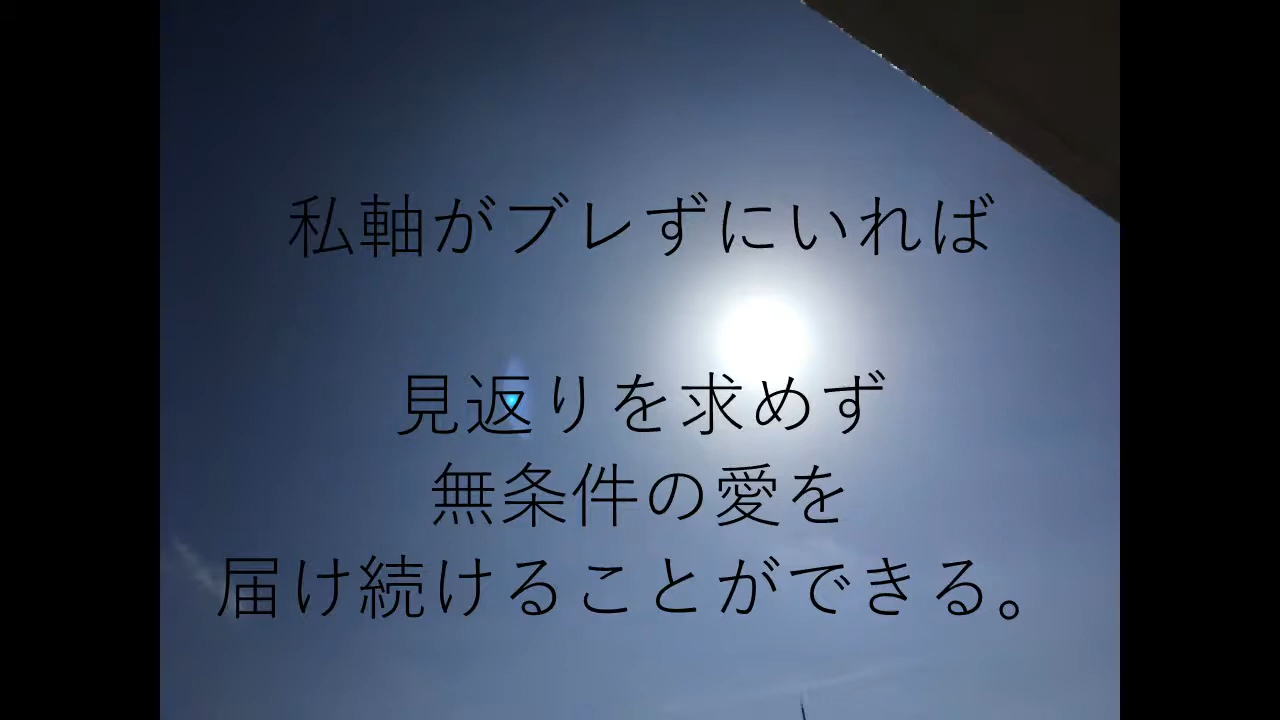 私軸がブレずにいれば
見返りを求めず
無条件の愛を
届け続けることができる。